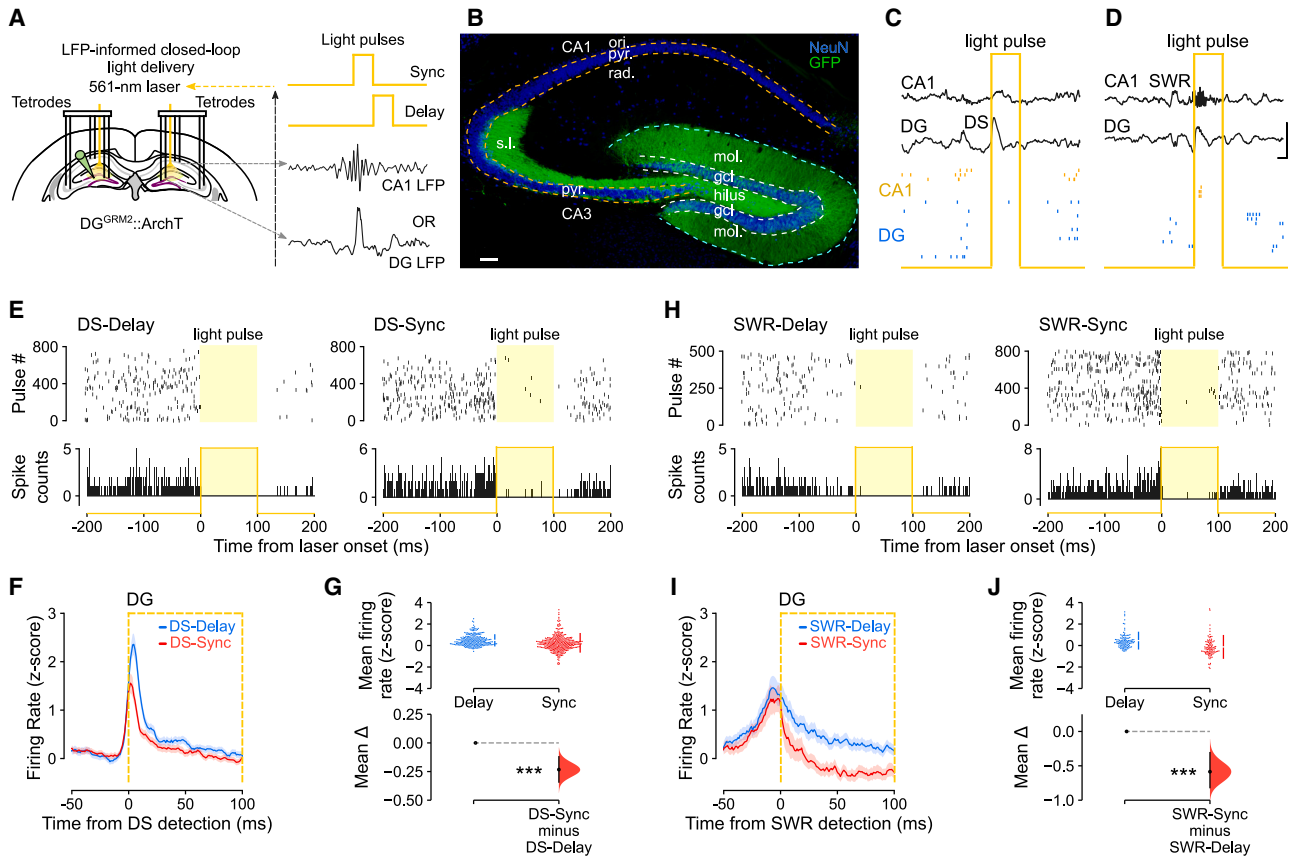 A
LFP-informed closed-loop
light delivery
561-nm laser
Tetrodes
Tetrodes
DG^GRM2::ArchT
Light pulses
Sync
Delay
CA1 LFP
OR
DG LFP
B
NeuN
GFP
CA1
ori.
pyr.
rad.
s.l.
pyr.
CA3
mol.
gcl
hilus
gcl
mol.
C
light pulse
CA1
DG
DS
CA1
DG
D
light pulse
CA1
SWR
DG
E
DS-Delay
light pulse
DS-Sync
light pulse
Pulse #
800
400
0
800
400
0
Spike
counts
5
0
6
3
0
-200 -100 0 100 200
-200 -100 0 100 200
Time from laser onset (ms)
H
SWR-Delay
light pulse
SWR-Sync
light pulse
Pulse #
500
250
0
800
400
0
Spike
counts
5
0
8
0
-200 -100 0 100 200
-200 -100 0 100 200
Time from laser onset (ms)
F
DG
DS-Delay
DS-Sync
Firing Rate (z-score)
3
2
1
0
-50 0 100
Time from DS detection (ms)
G
Mean firing
rate (z-score)
4
2
0
−2
−4
Delay Sync
Mean Δ
0.25
0.00
−0.25
−0.50
***
DS-Sync
minus
DS-Delay
I
DG
SWR-Delay
SWR-Sync
Firing Rate (z-score)
3
2
1
0
-50 0 100
Time from SWR detection (ms)
J
Mean firing
rate (z-score)
4
2
0
−2
−4
Delay Sync
Mean Δ
0.0
−0.5
−1.0
***
SWR-Sync
minus
SWR-Delay